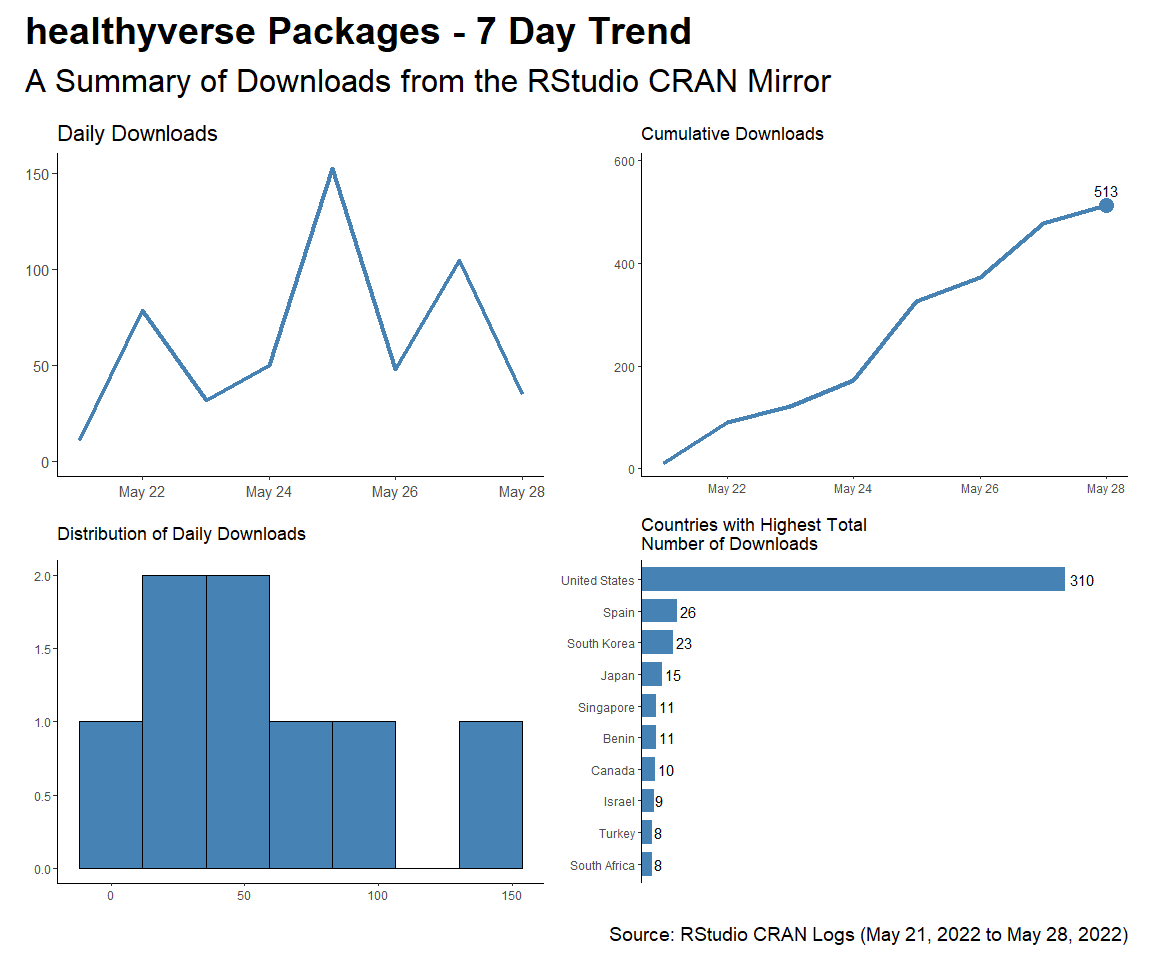 healthyverse Packages - 7 Day Trend
A Summary of Downloads from the RStudio CRAN Mirror
Daily Downloads
150
100
50
0
May 22 May 24 May 26 May 28
Cumulative Downloads
600
400
200
0
513
May 22 May 24 May 26 May 28
Distribution of Daily Downloads
2.0
1.5
1.0
0.5
0.0
0 50 100 150
Countries with Highest Total
Number of Downloads
United States 310
Spain 26
South Korea 23
Japan 15
Singapore 11
Benin 11
Canada 10
Israel 9
Turkey 8
South Africa 8
Source: RStudio CRAN Logs (May 21, 2022 to May 28, 2022)